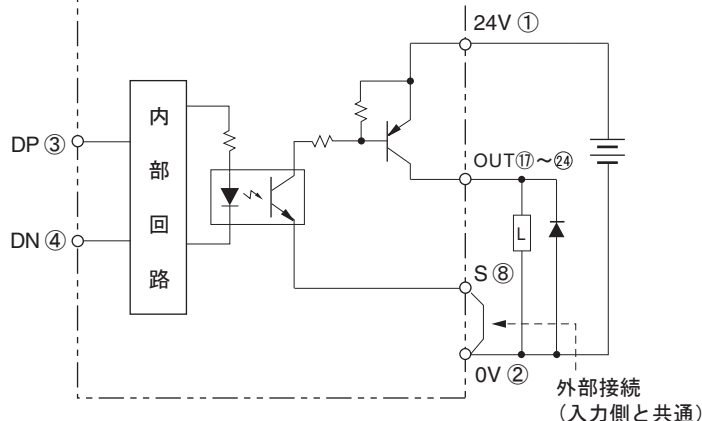 24V ①
DP ③
内部回路
OUT⑰～㉔
DN ④
L
S ⑧
0V ②
外部接続
（入力側と共通）